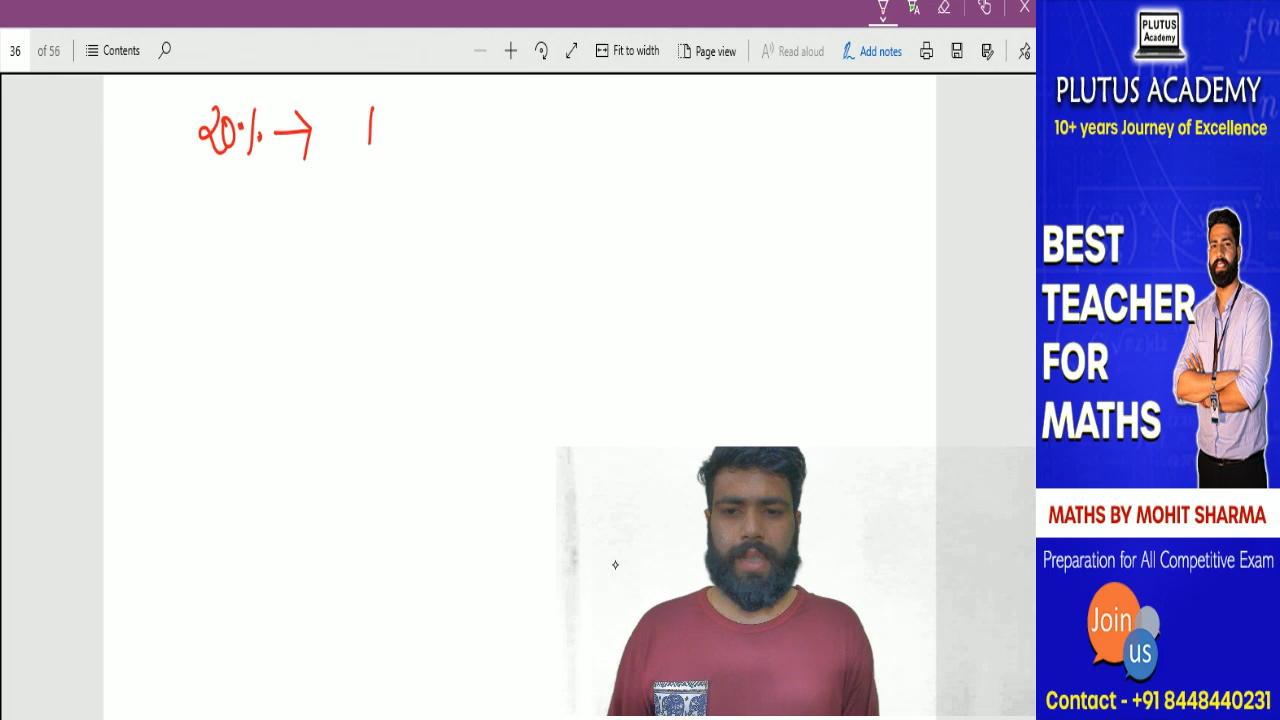 36 of 56 Contents Fit to width Page view Read aloud Add notes
20% → 1
PLUTUS
Academy
PLUTUS ACADEMY
10+ years Journey of Excellence
BEST
TEACHER
FOR
MATHS
MATHS BY MOHIT SHARMA
Preparation for All Competitive Exam
Join
us
Contact - +91 8448440231